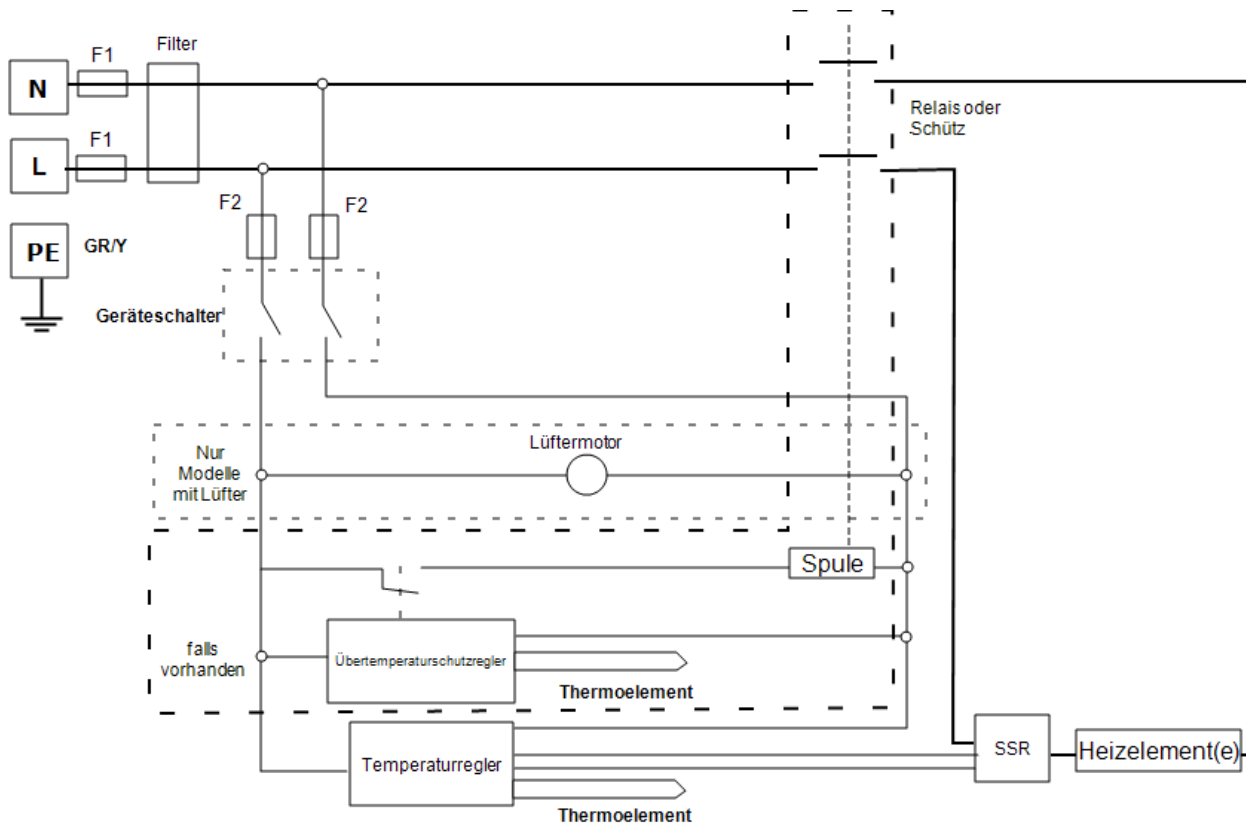 F1
Filter
N
Relais oder
Schütz
F1
L
F2
F2
PE
GR/Y
Geräteschalter
Lüftermotor
Nur
Modelle
mit Lüfter
Spule
falls
vorhanden
Übertemperaturschutzregler
Thermoelement
Temperaturregler
SSR
Heizelement(e)
Thermoelement